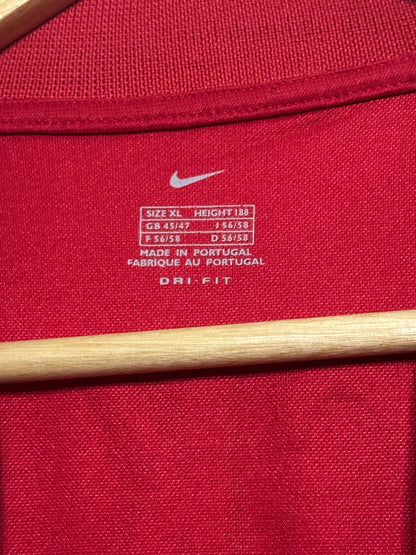 SIZE XL HEIGHT 188
GB 45/47 I 56/58
F 56/58 D 56/58
MADE IN PORTUGAL
FABRIQUE AU PORTUGAL
DRI-FIT